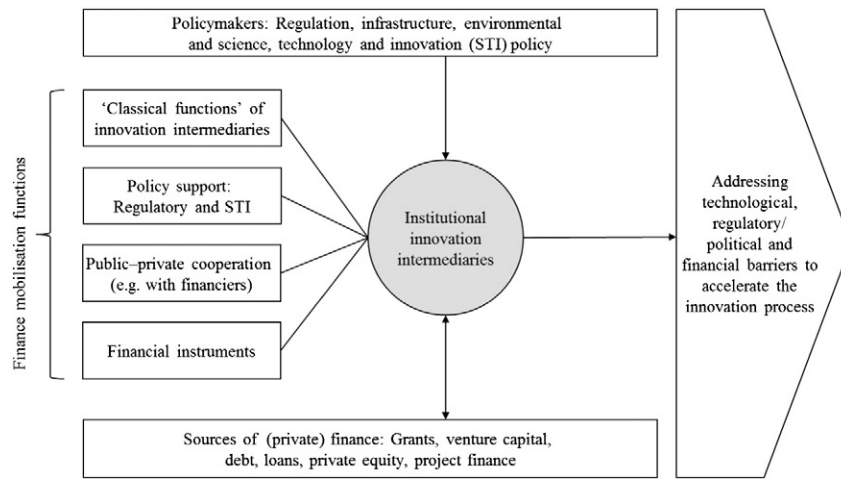 Policymakers: Regulation, infrastructure, environmental
and science, technology and innovation (STI) policy
Finance mobilisation functions
‘Classical functions’ of
innovation intermediaries
Policy support:
Regulatory and STI
Public–private cooperation
(e.g. with financiers)
Financial instruments
Institutional
innovation
intermediaries
Addressing
technological,
regulatory/
political and
financial barriers to
accelerate the
innovation process
Sources of (private) finance: Grants, venture capital,
debt, loans, private equity, project finance